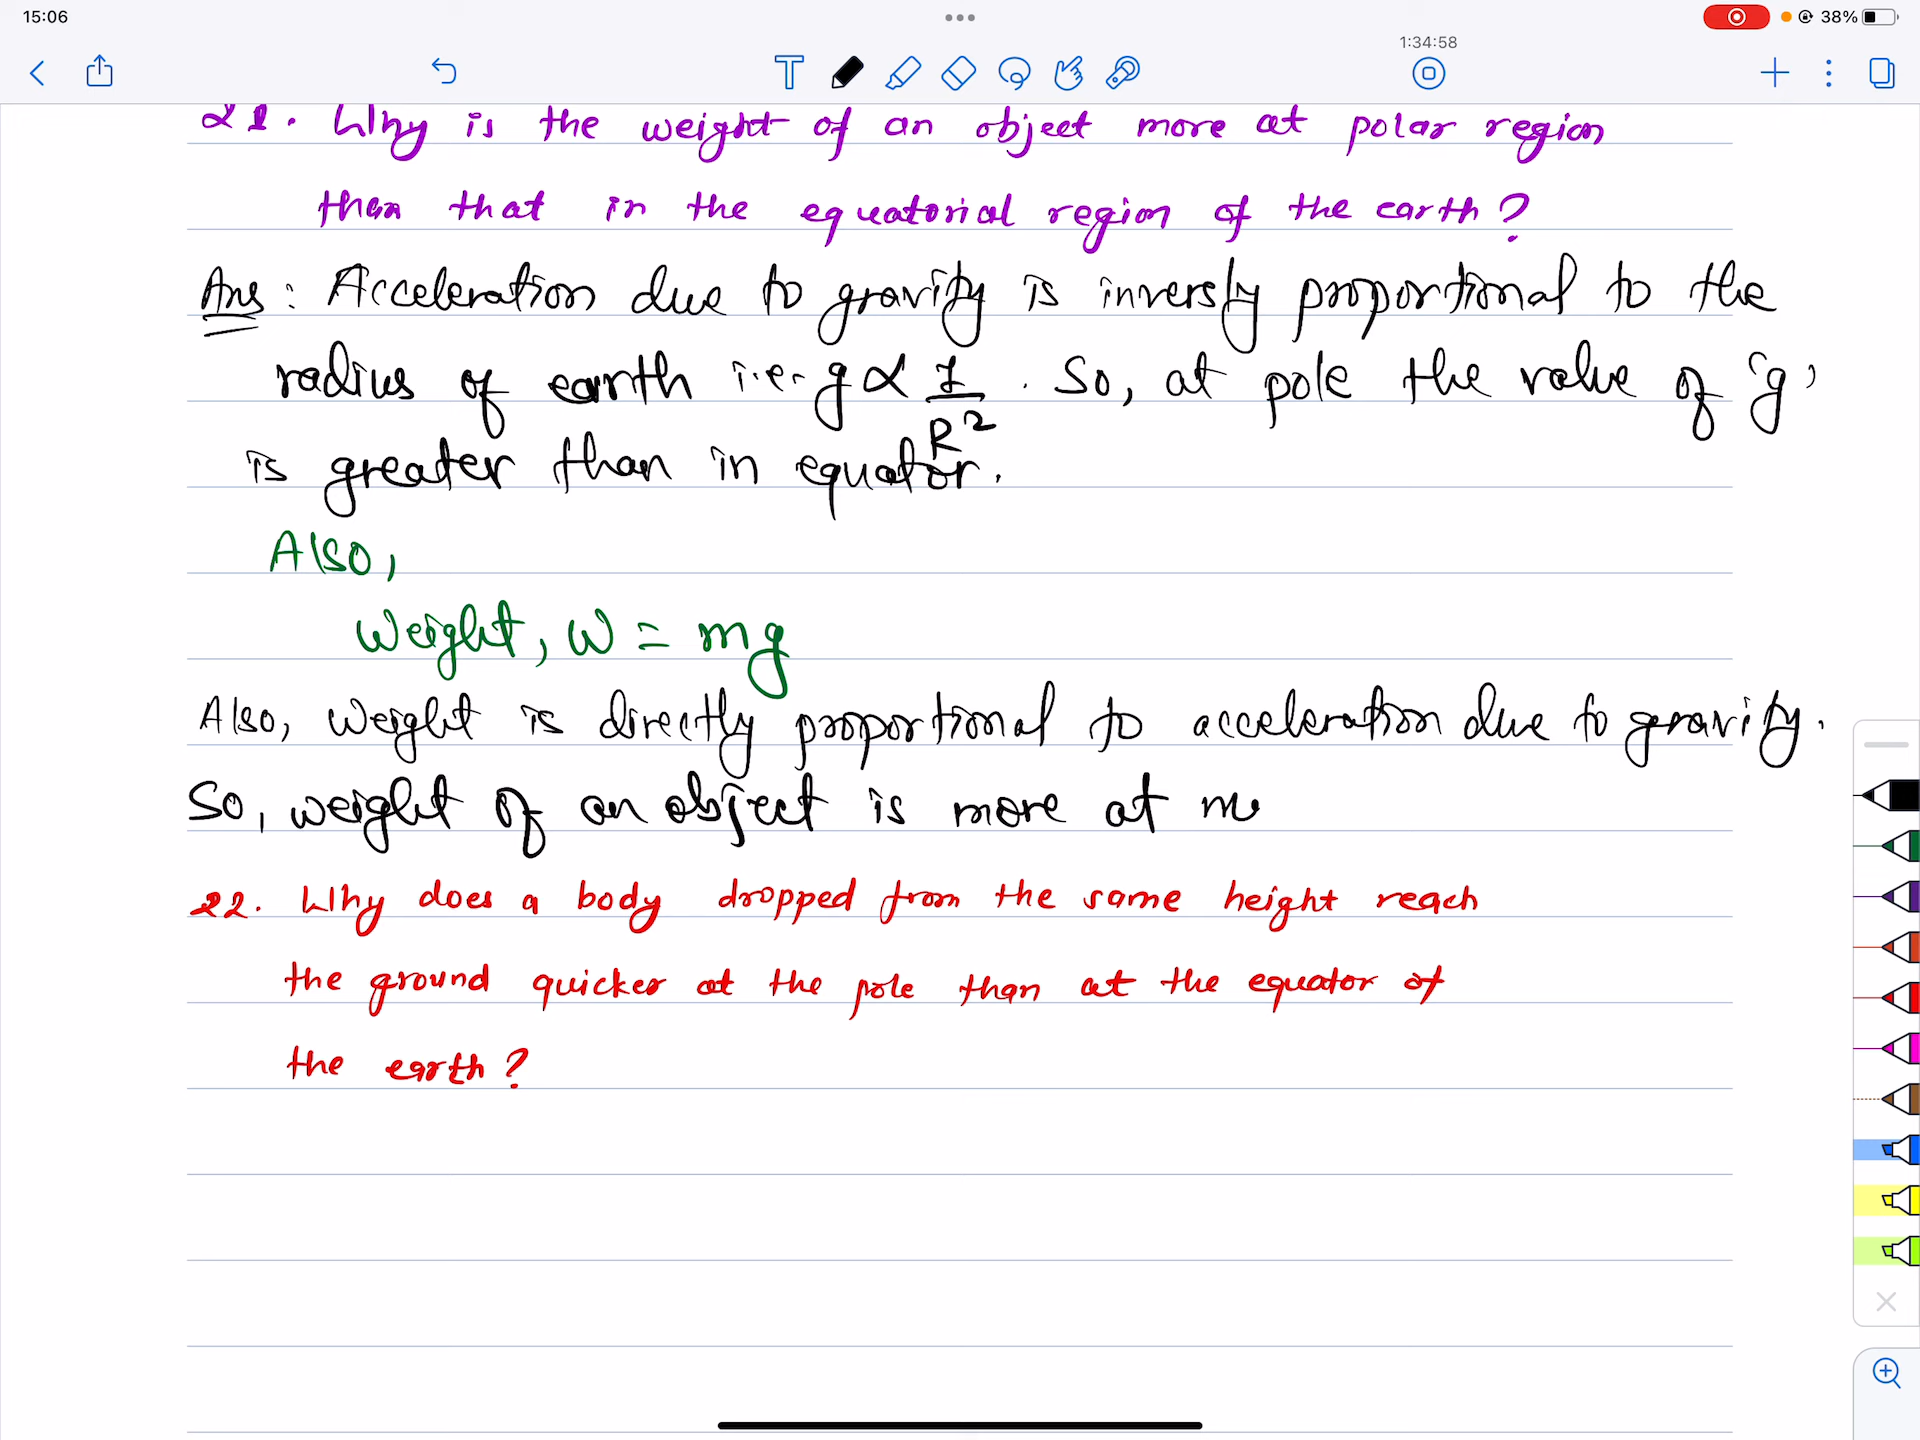 15:06
38%
1:34:58
21. Why is the weight of an object more at polar region
than that in the equatorial region of the earth?
Ans: Acceleration due to gravity is inversly proportional to the
radius of earth i.e. g ∝ 1/R². So, at pole the value of 'g'
is greater than in equator.
Also,
Weight, W = mg
Also, Weight is directly proportional to acceleration due to gravity.
So, weight of an object is more at
22. Why does a body dropped from the same height reach
the ground quicker at the pole than at the equator of
the earth?